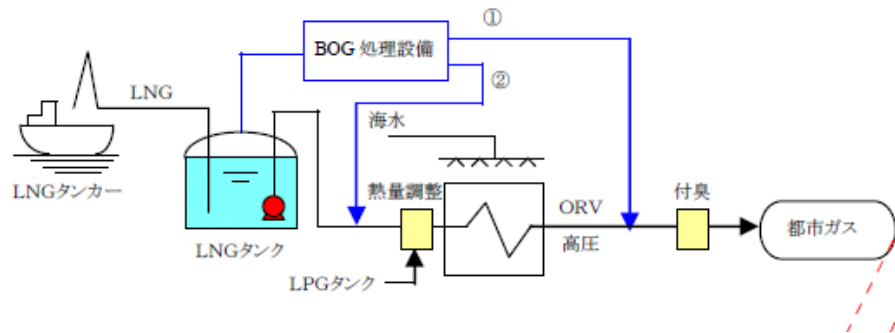 ①
BOG 処理設備
②
LNG
海水
LNGタンカー
熱量調整
ORV
付臭
高圧
都市ガス
LNGタンク
LPGタンク